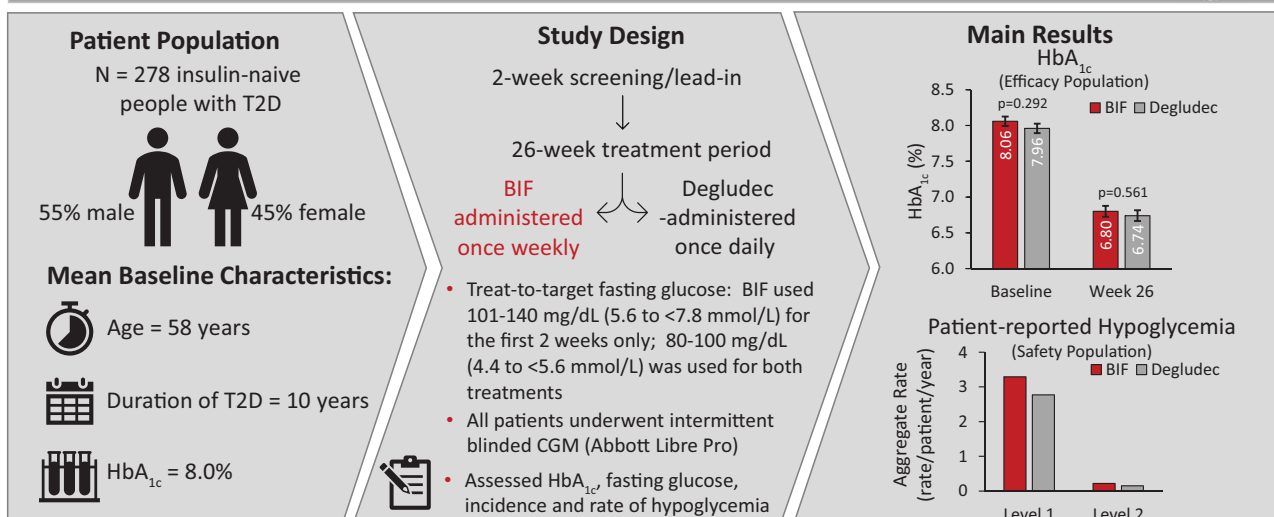 Patient Population
N = 278 insulin-naive
people with T2D
55% male
45% female
Mean Baseline Characteristics:
Age = 58 years
Duration of T2D = 10 years
HbA1c = 8.0%
Study Design
2-week screening/lead-in
26-week treatment period
BIF
administered
once weekly
Degludec
-administered
once daily
• Treat-to-target fasting glucose: BIF used
101-140 mg/dL (5.6 to <7.8 mmol/L) for
the first 2 weeks only; 80-100 mg/dL
(4.4 to <5.6 mmol/L) was used for both
treatments
• All patients underwent intermittent
blinded CGM (Abbott Libre Pro)
• Assessed HbA1c, fasting glucose,
incidence and rate of hypoglycemia
Main Results
HbA1c
(Efficacy Population)
BIF
Degludec
HbA1c (%)
8.5
8.0
7.5
7.0
6.5
6.0
p=0.292
8.06
7.96
p=0.561
6.80
6.74
Baseline
Week 26
Patient-reported Hypoglycemia
(Safety Population)
BIF
Degludec
Aggregate Rate
(rate/patient/year)
4
3
2
1
0
Level 1
Level 2